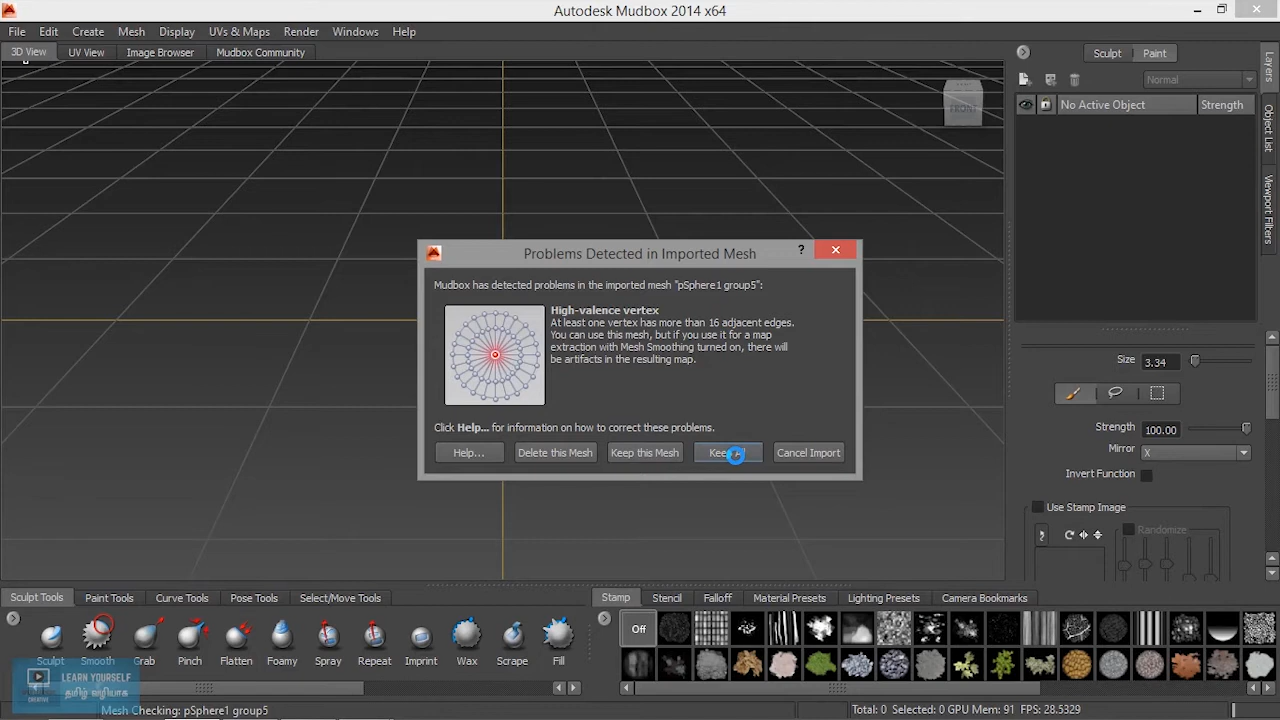 Autodesk Mudbox 2014 x64
File Edit Create Mesh Display UVs & Maps Render Windows Help
3D View UV View Image Browser Mudbox Community
Sculpt Paint
Normal
No Active Object Strength
Layers
Object List
Viewport Filters
FRONT
Problems Detected in Imported Mesh ?
Mudbox has detected problems in the imported mesh "pSphere1 group5":
High-valence vertex
At least one vertex has more than 16 adjacent edges.
You can use this mesh, but if you use it for a map
extraction with Mesh Smoothing turned on, there will
be artifacts in the resulting map.
Click Help... for information on how to correct these problems.
Help... Delete this Mesh Keep this Mesh Cancel Import
Size 3.34
Strength 100.00
Mirror X
Invert Function
Use Stamp Image
Randomize
Sculpt Tools Paint Tools Curve Tools Pose Tools Select/Move Tools
Stamp Stencil Falloff Material Presets Lighting Presets Camera Bookmarks
Off
Sculpt Smooth Grab Pinch Flatten Foamy Spray Repeat Imprint Wax Scrape Fill
LEARN YOURSELF
தமிழ் வழியாக
CREATIVE
Mesh Checking: pSphere1 group5
Total: 0 Selected: 0 GPU Mem: 91 FPS: 28.5329